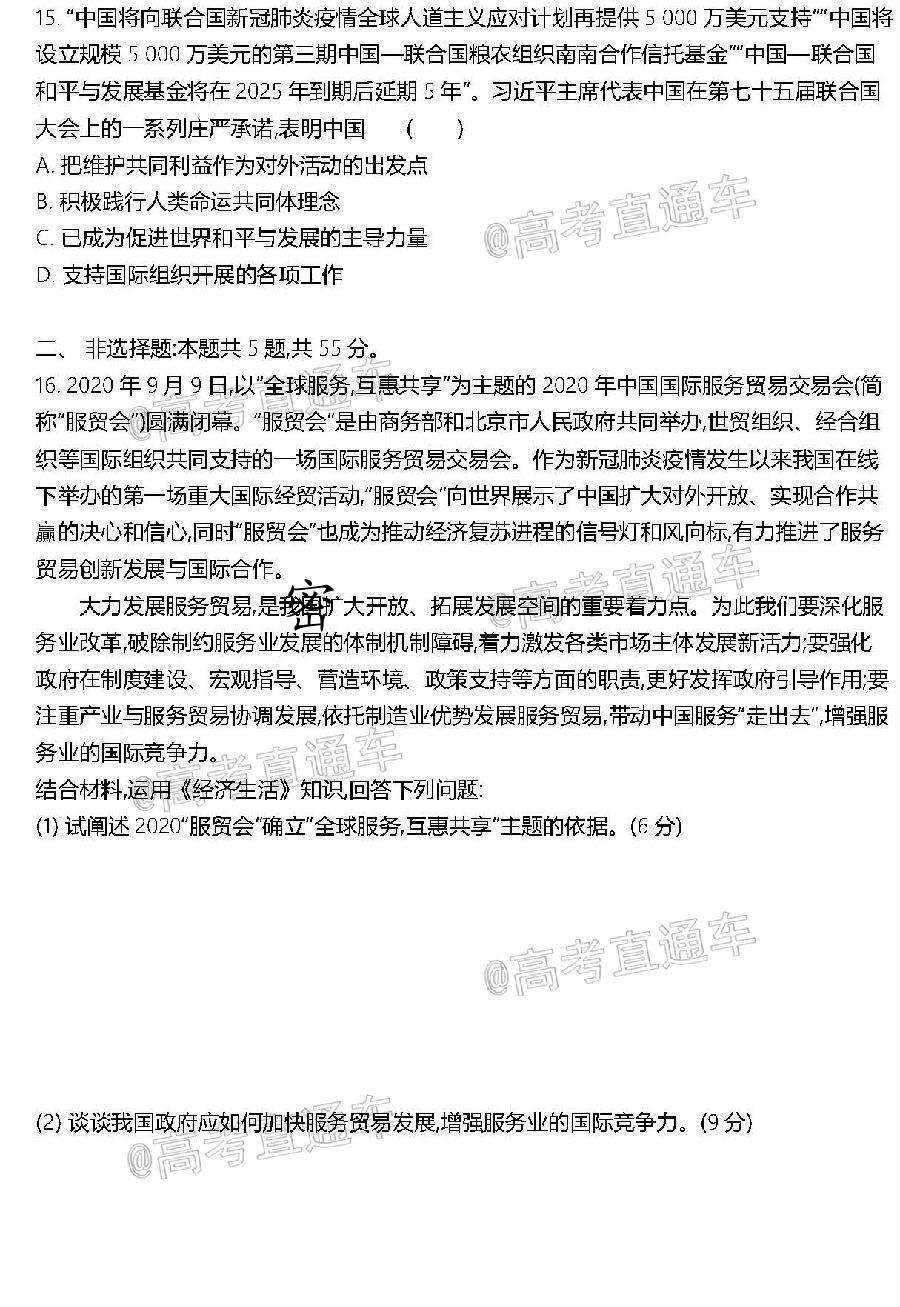 15. “中国将向联合国新冠肺炎疫情全球人道主义应对计划再提供 5 000 万美元支持”“中国将
设立规模 5 000 万美元的第三期中国—联合国粮农组织南南合作信托基金”“中国—联合国
和平与发展基金将在 2025 年到期后延期 5 年”。习近平主席代表中国在第七十五届联合国
大会上的一系列庄严承诺,表明中国 ( )
A. 把维护共同利益作为对外活动的出发点
B. 积极践行人类命运共同体理念
@高考直通车
C. 已成为促进世界和平与发展的主导力量
D. 支持国际组织开展的各项工作
二、 非选择题:本题共 5 题,共 55 分。
16. 2020 年 9 月 9 日,以“全球服务,互惠共享”为主题的 2020 年中国国际服务贸易交易会(简
@高考直通车
称“服贸会”)圆满闭幕。“服贸会”是由商务部和北京市人民政府共同举办,世贸组织、经合组
织等国际组织共同支持的一场国际服务贸易交易会。作为新冠肺炎疫情发生以来我国在线
下举办的第一场重大国际经贸活动,“服贸会”向世界展示了中国扩大对外开放、实现合作共
赢的决心和信心,同时“服贸会”也成为推动经济复苏进程的信号灯和风向标,有力推进了服务
贸易创新发展与国际合作。
@高考直通车
密
大力发展服务贸易,是我国扩大开放、拓展发展空间的重要着力点。为此我们要深化服
务业改革,破除制约服务业发展的体制机制障碍,着力激发各类市场主体发展新活力;要强化
政府在制度建设、宏观指导、营造环境、政策支持等方面的职责,更好发挥政府引导作用;要
注重产业与服务贸易协调发展,依托制造业优势发展服务贸易,带动中国服务“走出去”,增强服
务业的国际竞争力。
@高考直通车
结合材料,运用《经济生活》知识,回答下列问题:
(1) 试阐述 2020“服贸会”确立“全球服务,互惠共享”主题的依据。(6 分)
@高考直通车
(2) 谈谈我国政府应如何加快服务贸易发展,增强服务业的国际竞争力。(9 分)
@高考直通车